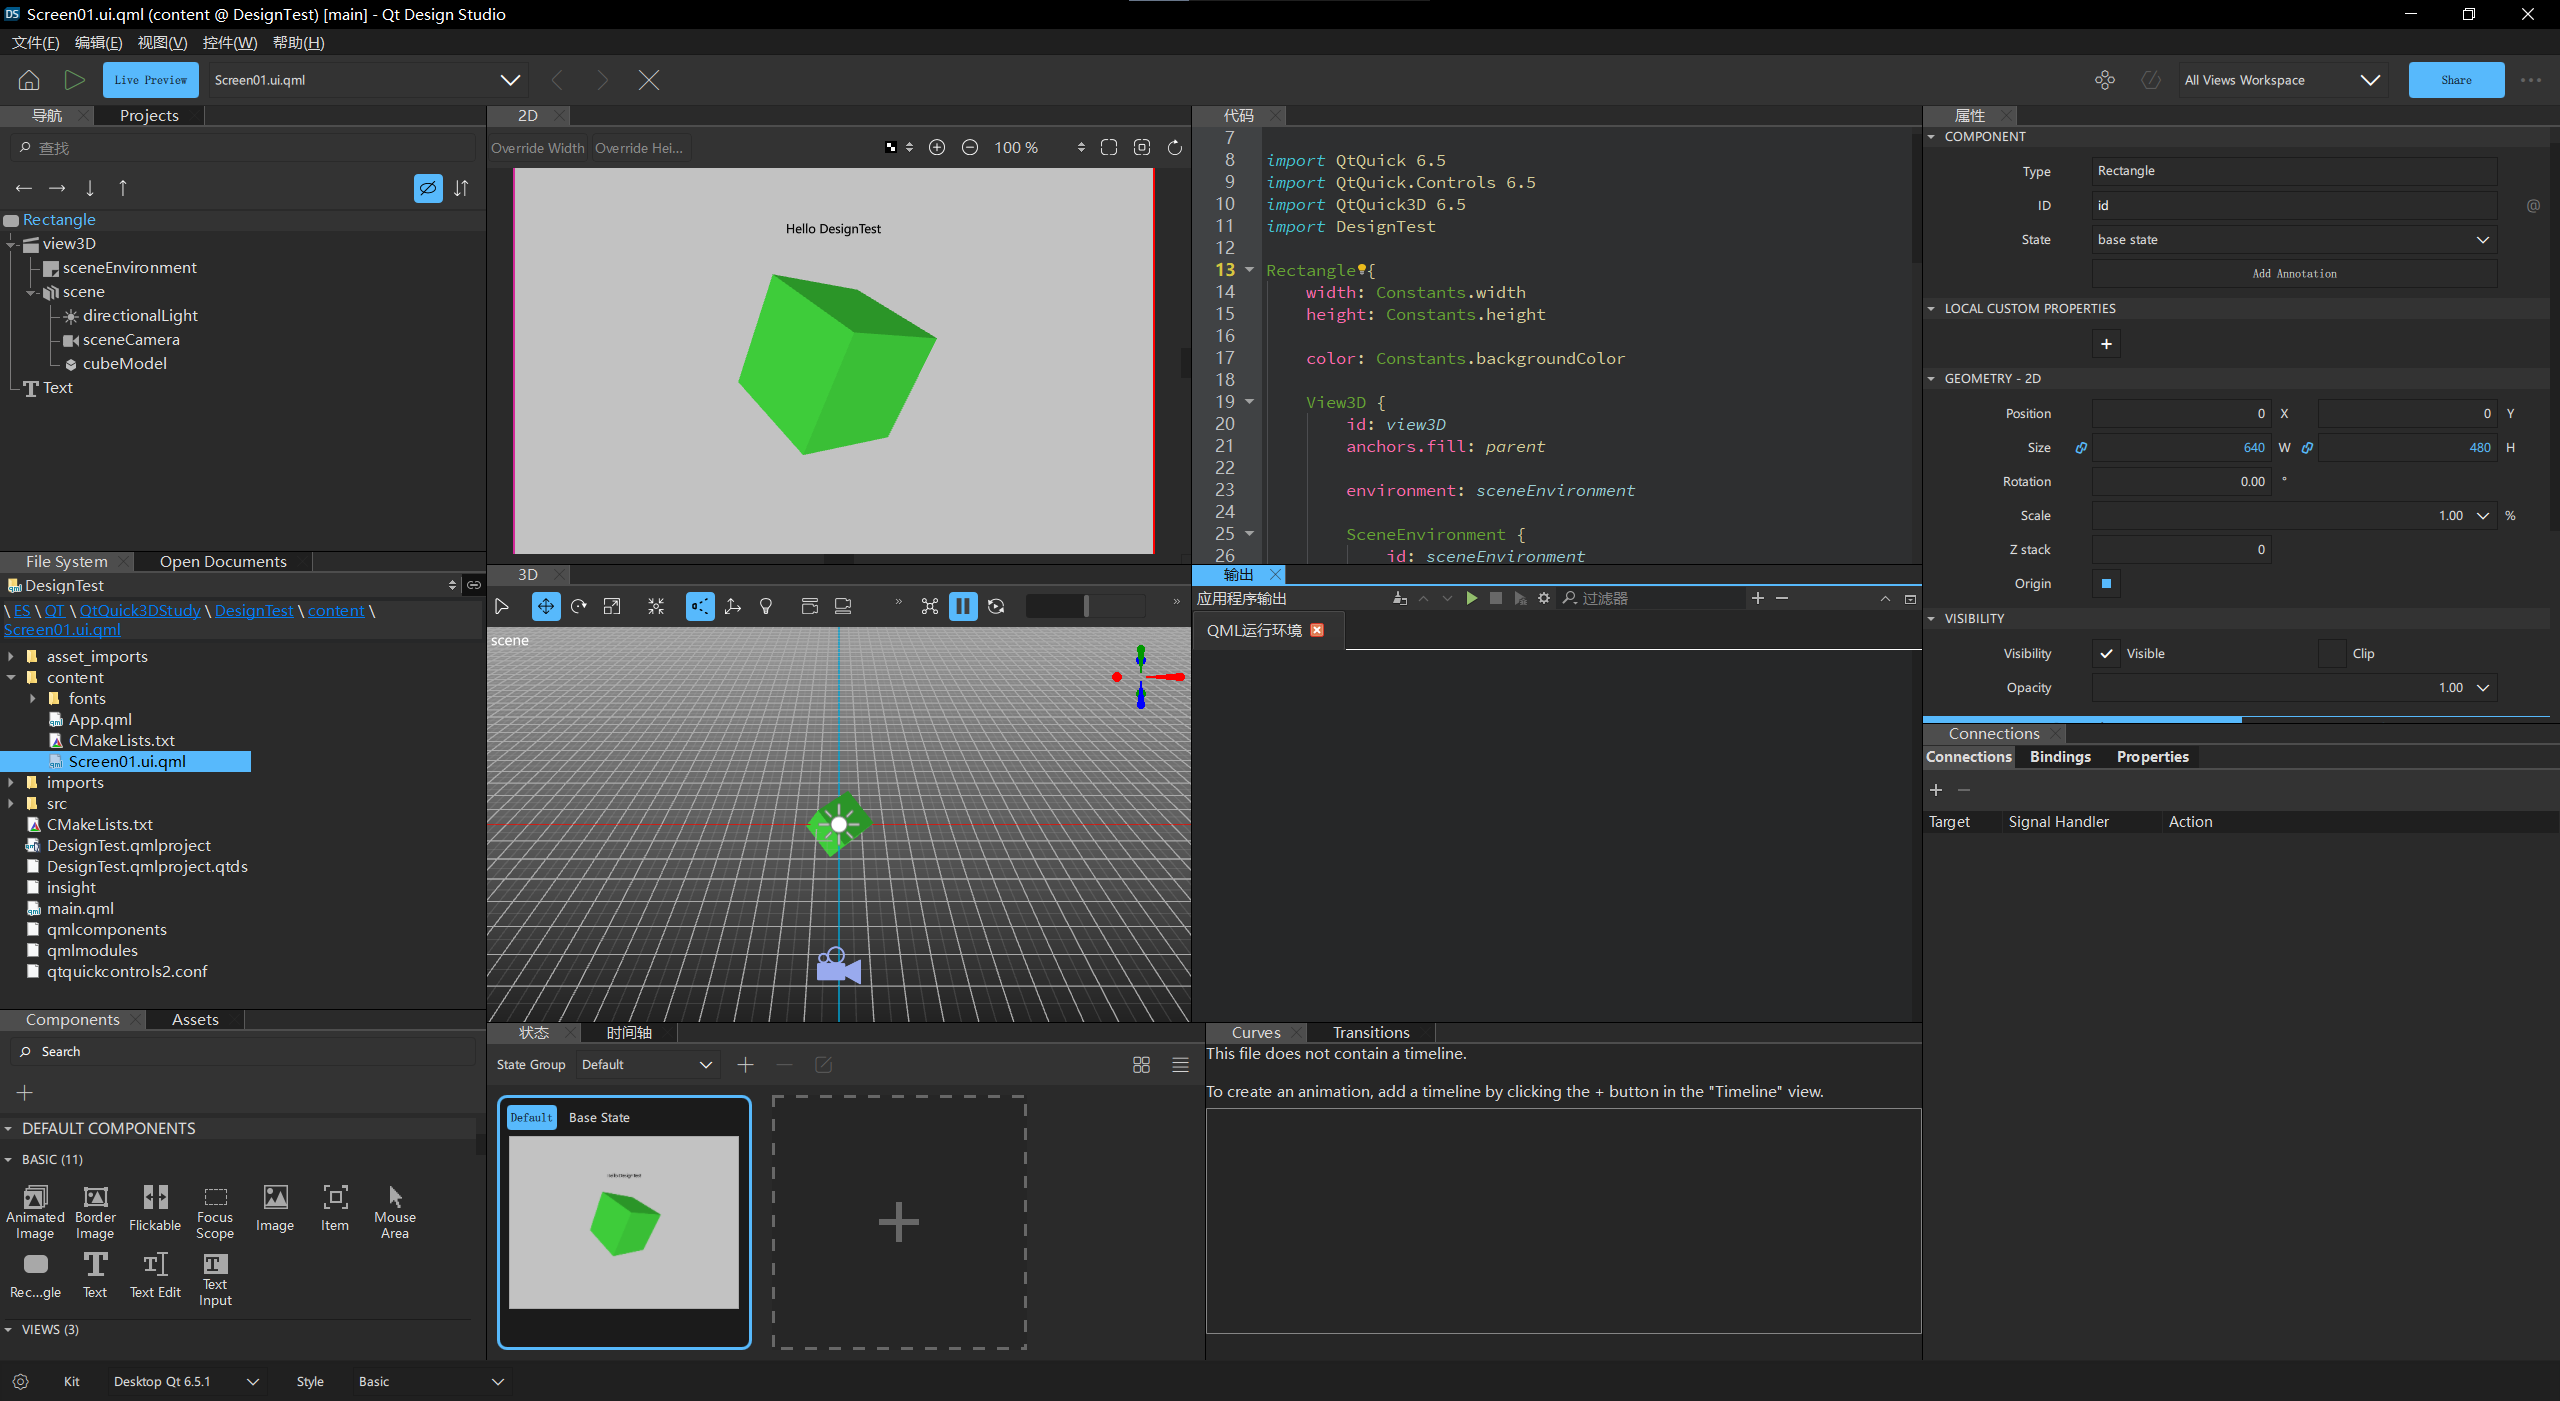 Screen01.ui.qml (content @ DesignTest) [main] - Qt Design Studio
文件(F) 编辑(E) 视图(V) 控件(W) 帮助(H)
Live Preview Screen01.ui.qml All Views Workspace Share
导航 Projects
查找
Rectangle
view3D
sceneEnvironment
scene
directionalLight
sceneCamera
cubeModel
Text
File System Open Documents
DesignTest
\ ES \ QT \ QtQuick3DStudy \ DesignTest \ content \
Screen01.ui.qml
asset_imports
content
fonts
App.qml
CMakeLists.txt
Screen01.ui.qml
imports
src
CMakeLists.txt
DesignTest.qmlproject
DesignTest.qmlproject.qtds
insight
main.qml
qmlcomponents
qmlmodules
qtquickcontrols2.conf
Components Assets
Search
DEFAULT COMPONENTS
BASIC (11)
Animated Image
Border Image
Flickable
Focus Scope
Image
Item
Mouse Area
Rec...gle
Text
Text Edit
Text Input
VIEWS (3)
2D
Override Width Override Hei... 100 %
Hello DesignTest
3D
scene
状态 时间轴
State Group Default
Default Base State
Hello DesignTest
代码
7
8 import QtQuick 6.5
9 import QtQuick.Controls 6.5
10 import QtQuick3D 6.5
11 import DesignTest
12
13 Rectangle {
14 width: Constants.width
15 height: Constants.height
16
17 color: Constants.backgroundColor
18
19 View3D {
20 id: view3D
21 anchors.fill: parent
22
23 environment: sceneEnvironment
24
25 SceneEnvironment {
26 id: sceneEnvironment
输出
应用程序输出 过滤器
QML运行环境
Curves Transitions
This file does not contain a timeline.
To create an animation, add a timeline by clicking the + button in the "Timeline" view.
属性
COMPONENT
Type Rectangle
ID id @
State base state
Add Annotation
LOCAL CUSTOM PROPERTIES
+
GEOMETRY - 2D
Position 0 X 0 Y
Size 640 W 480 H
Rotation 0.00 °
Scale 1.00 %
Z stack 0
Origin
VISIBILITY
Visibility Visible Clip
Opacity 1.00
Connections
Connections Bindings Properties
Target Signal Handler Action
Kit Desktop Qt 6.5.1 Style Basic